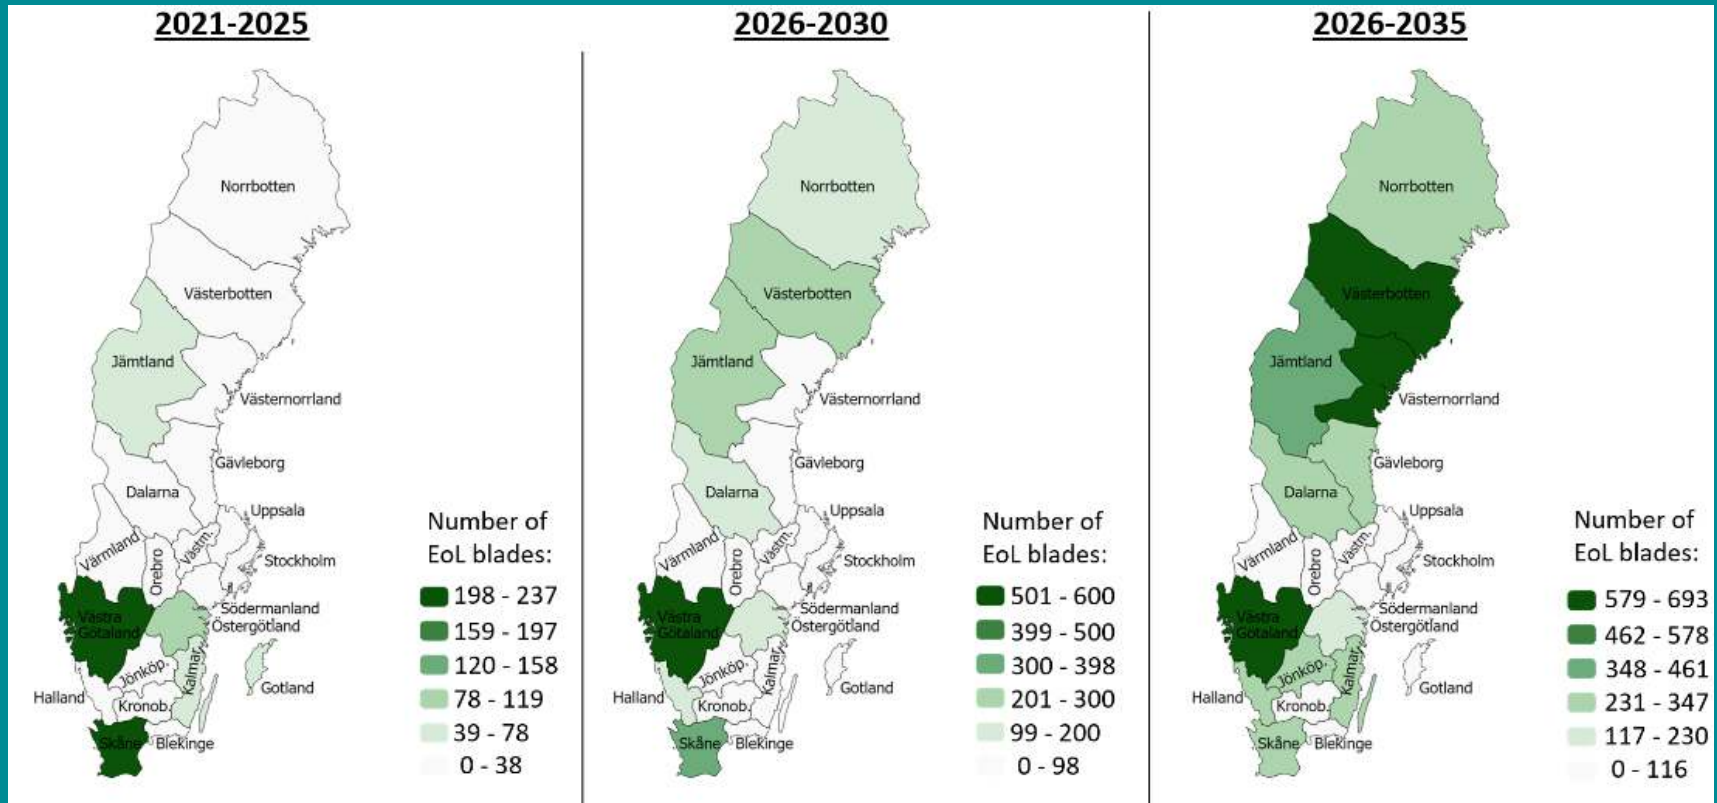 2021-2025
Norrbotten
Västerbotten
Jämtland
Västernorrland
Gävleborg
Dalarna
Uppsala
Värmland
Örebro
Västm.
Stockholm
Södermanland
Västra
Götaland
Östergötland
Jönköp.
Kalmar
Gotland
Halland
Kronob.
Skåne
Blekinge
Number of
EoL blades:
198 - 237
159 - 197
120 - 158
78 - 119
39 - 78
0 - 38
2026-2030
Norrbotten
Västerbotten
Jämtland
Västernorrland
Gävleborg
Dalarna
Uppsala
Värmland
Örebro
Västm.
Stockholm
Södermanland
Västra
Götaland
Östergötland
Jönköp.
Kalmar
Gotland
Halland
Kronob.
Skåne
Blekinge
Number of
EoL blades:
501 - 600
399 - 500
300 - 398
201 - 300
99 - 200
0 - 98
2026-2035
Norrbotten
Västerbotten
Jämtland
Västernorrland
Gävleborg
Dalarna
Uppsala
Värmland
Örebro
Västm.
Stockholm
Södermanland
Västra
Götaland
Östergötland
Jönköp.
Kalmar
Gotland
Halland
Kronob.
Skåne
Blekinge
Number of
EoL blades:
579 - 693
462 - 578
348 - 461
231 - 347
117 - 230
0 - 116